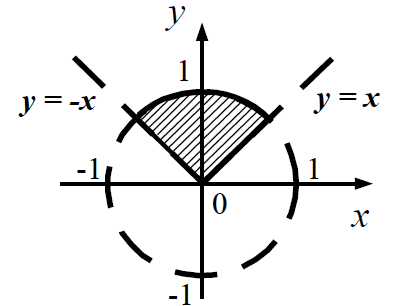 y
1
y = -x
y = x
-1
1
0
x
-1